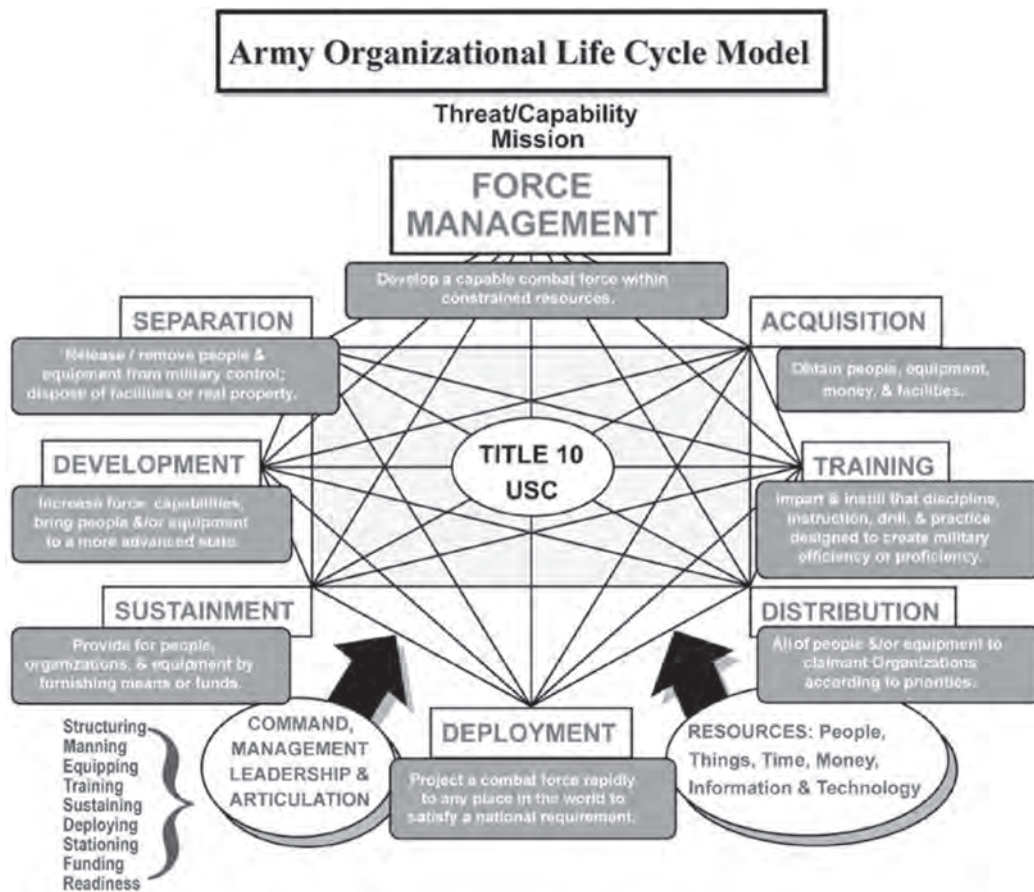 Army Organizational Life Cycle Model
Threat/Capability
Mission
FORCE
MANAGEMENT
Develop a capable combat force within
constrained resources.
SEPARATION
Release / remove people &
equipment from military control;
dispose of facilities or real property.
ACQUISITION
Obtain people, equipment,
money, & facilities.
TITLE 10
USC
DEVELOPMENT
Increase force capabilities,
bring people &/or equipment
to a more advanced state.
TRAINING
Impart & instill that discipline,
instruction, drill, & practice
designed to create military
efficiency or proficiency.
SUSTAINMENT
Provide for people,
organizations, & equipment by
furnishing means or funds.
DISTRIBUTION
All of people &/or equipment to
claimant Organizations
according to priorities.
Structuring
Manning
Equipping
Training
Sustaining
Deploying
Stationing
Funding
Readiness
COMMAND,
MANAGEMENT
LEADERSHIP &
ARTICULATION
DEPLOYMENT
Project a combat force rapidly
to any place in the world to
satisfy a national requirement.
RESOURCES: People,
Things, Time, Money,
Information & Technology